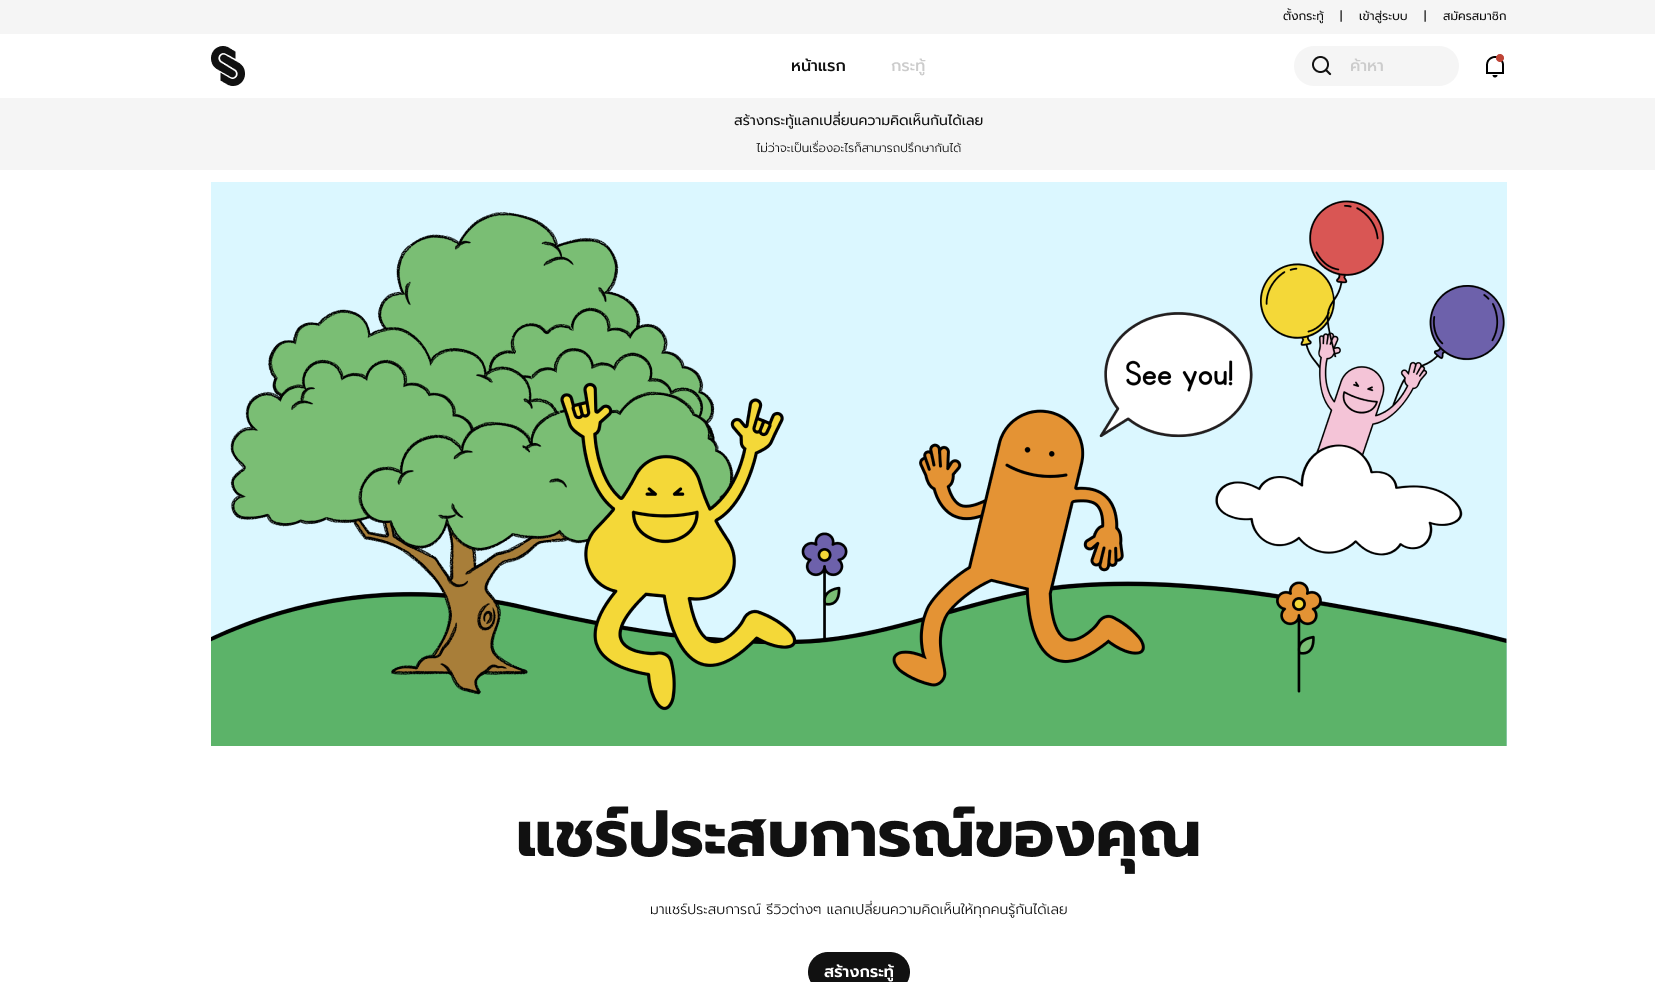 ตั้งกระทู้ | เข้าสู่ระบบ | สมัครสมาชิก
หน้าแรก กระทู้ ค้าหา
สร้างกระทู้แลกเปลี่ยนความคิดเห็นกันได้เลย
ไม่ว่าจะเป็นเรื่องอะไรก็สามารถปรึกษากันได้
See you!
แชร์ประสบการณ์ของคุณ
มาแชร์ประสบการณ์ รีวิวต่างๆ แลกเปลี่ยนความคิดเห็นให้ทุกคนรู้กันได้เลย
สร้างกระทู้